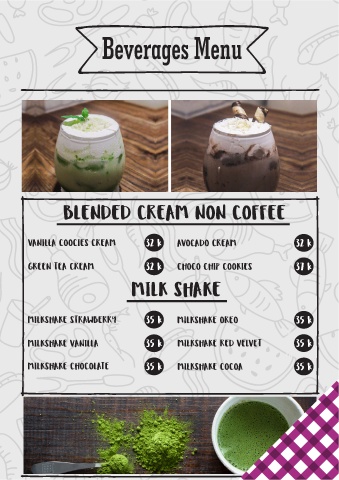 Beverages Menu
BLENDED CREAM NON COFFEE
VANILLA COOCIES CREAM 32 k AVOCADO CREAM 32 k
GREEN TEA CREAM 32 k CHOCO CHIP COOKIES 37 k
MILK SHAKE
MILKSHAKE STRAWBERRY 35 k MILKSHAKE OREO 35 k
MILKSHAKE VANILLA 35 k MILKSHAKE RED VELVET 35 k
MILKSHAKE CHOCOLATE 35 k MILKSHAKE COCOA 35 k